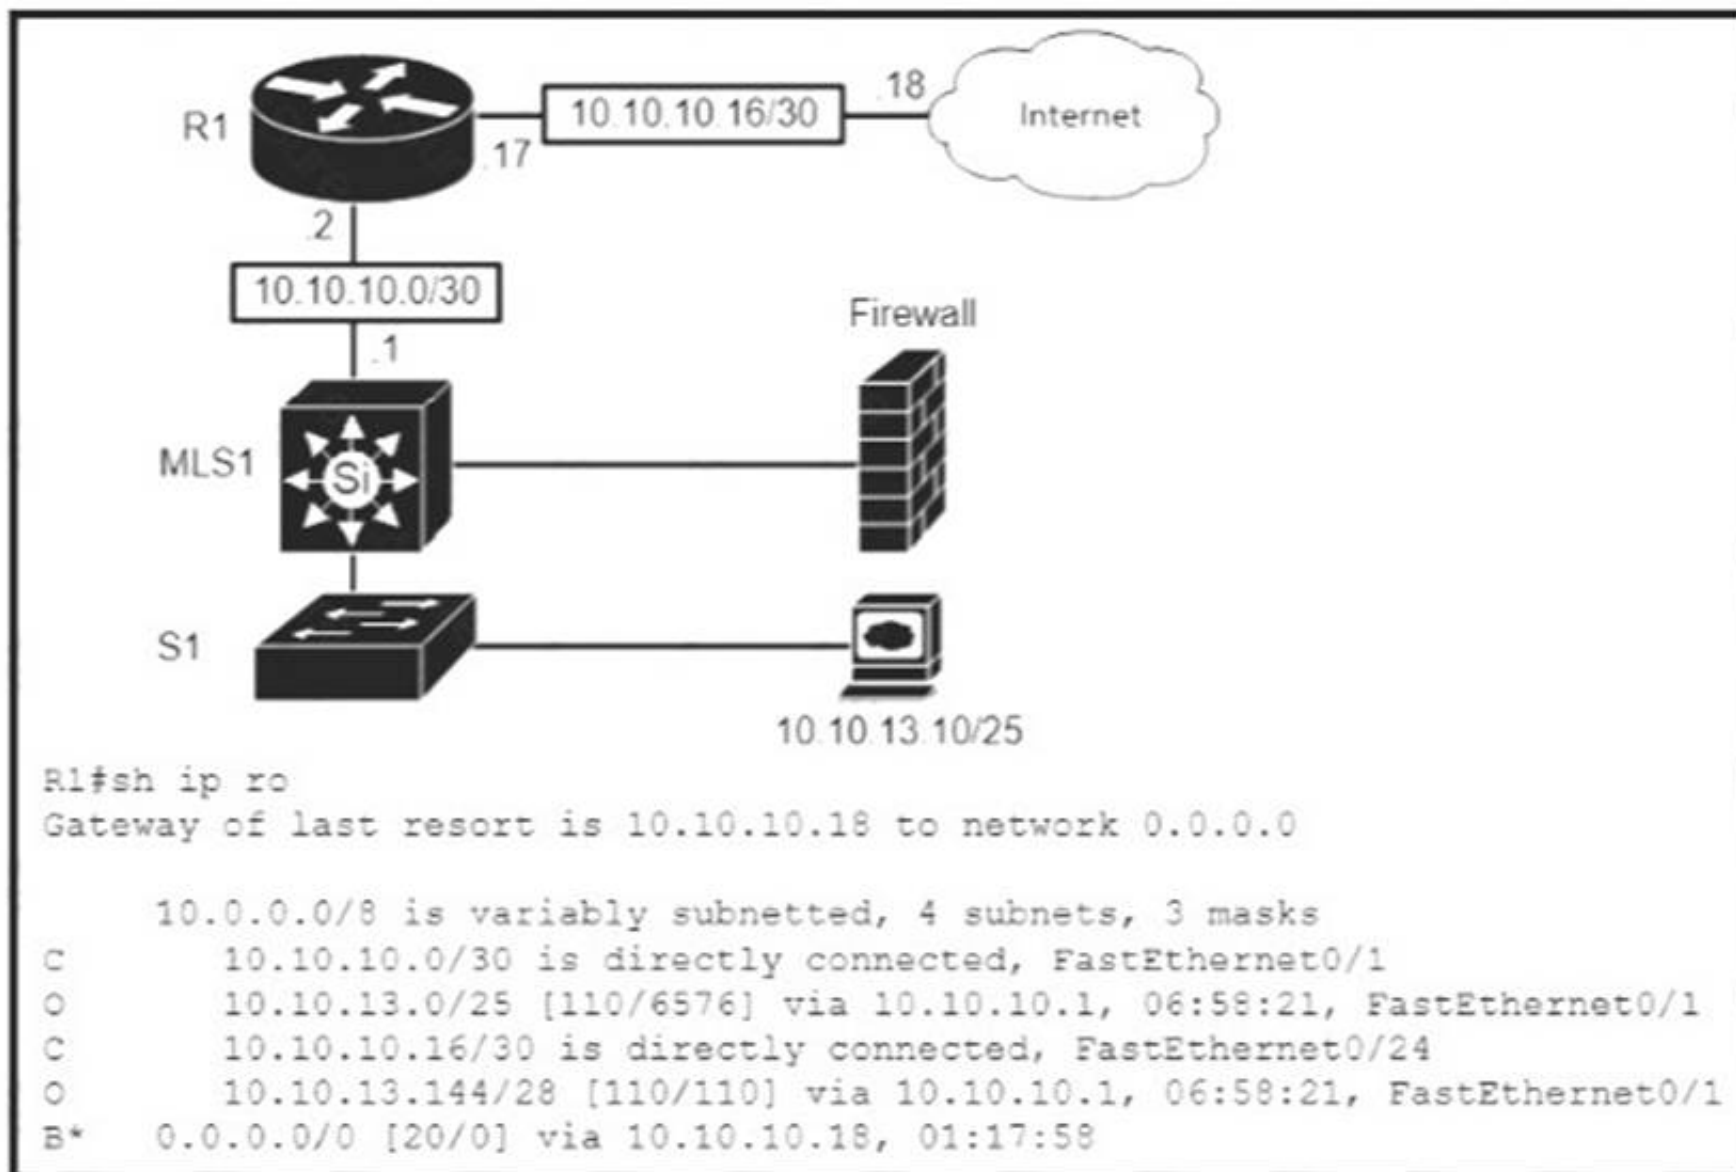 R1
.17
10.10.10.16/30
.18
Internet
.2
10.10.10.0/30
.1
Firewall
MLS1
Si
S1
10.10.13.10/25
R1#sh ip ro
Gateway of last resort is 10.10.10.18 to network 0.0.0.0
10.0.0.0/8 is variably subnetted, 4 subnets, 3 masks
C 10.10.10.0/30 is directly connected, FastEthernet0/1
O 10.10.13.0/25 [110/6576] via 10.10.10.1, 06:58:21, FastEthernet0/1
C 10.10.10.16/30 is directly connected, FastEthernet0/24
O 10.10.13.144/28 [110/110] via 10.10.10.1, 06:58:21, FastEthernet0/1
B* 0.0.0.0/0 [20/0] via 10.10.10.18, 01:17:58